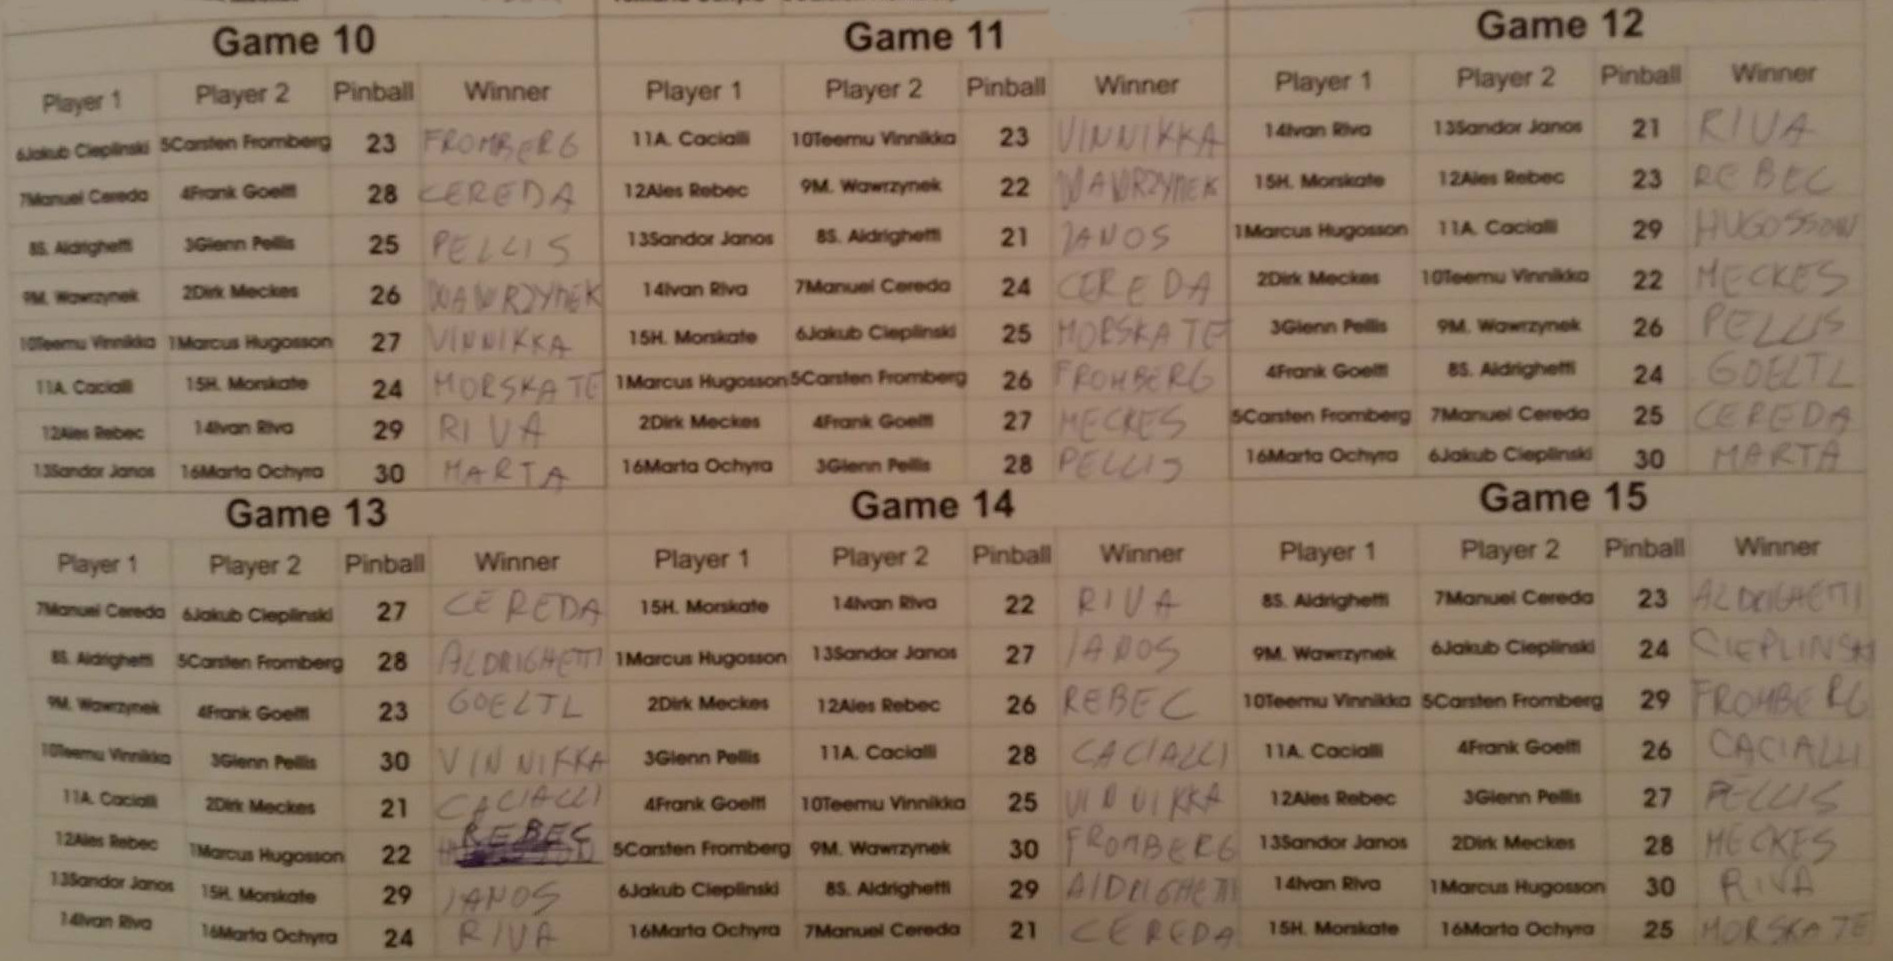 Game 10
Player 1 Player 2 Pinball Winner
6Jakub Cieplinski 5Carsten Fromberg 23 FROMBERG
7Manuel Cereda 4Frank Goeltl 28 CEREDA
8S. Aldrighetti 3Glenn Pellis 25 PELLIS
9M. Wawrzynek 2Dirk Meckes 26 WAWRZYNEK
10Teemu Vinnikka 1Marcus Hugosson 27 VINNIKKA
11A. Cacialli 15H. Morskate 24 MORSKATE
12Ales Rebec 14Ivan Riva 29 RIVA
13Sandor Janos 16Marta Ochyra 30 MARTA
Game 11
Player 1 Player 2 Pinball Winner
11A. Cacialli 10Teemu Vinnikka 23 VINNIKKA
12Ales Rebec 9M. Wawrzynek 22 WAWRZYNEK
13Sandor Janos 8S. Aldrighetti 21 JANOS
14Ivan Riva 7Manuel Cereda 24 CEREDA
15H. Morskate 6Jakub Cieplinski 25 MORSKATE
1Marcus Hugosson 5Carsten Fromberg 26 FROMBERG
2Dirk Meckes 4Frank Goeltl 27 MECKES
16Marta Ochyra 3Glenn Pellis 28 PELLIS
Game 12
Player 1 Player 2 Pinball Winner
14Ivan Riva 13Sandor Janos 21 RIVA
15H. Morskate 12Ales Rebec 23 REBEC
1Marcus Hugosson 11A. Cacialli 29 HUGOSSON
2Dirk Meckes 10Teemu Vinnikka 22 MECKES
3Glenn Pellis 9M. Wawrzynek 26 PELLIS
4Frank Goeltl 8S. Aldrighetti 24 GOELTL
5Carsten Fromberg 7Manuel Cereda 25 CEREDA
16Marta Ochyra 6Jakub Cieplinski 30 MARTA
Game 13
Player 1 Player 2 Pinball Winner
7Manuel Cereda 6Jakub Cieplinski 27 CEREDA
8S. Aldrighetti 5Carsten Fromberg 28 ALDRIGHETTI
9M. Wawrzynek 4Frank Goeltl 23 GOELTL
10Teemu Vinnikka 3Glenn Pellis 30 VINNIKKA
11A. Cacialli 2Dirk Meckes 21 CACIALLI
12Ales Rebec 1Marcus Hugosson 22 REBEC
13Sandor Janos 15H. Morskate 29 JANOS
14Ivan Riva 16Marta Ochyra 24 RIVA
Game 14
Player 1 Player 2 Pinball Winner
15H. Morskate 14Ivan Riva 22 RIVA
1Marcus Hugosson 13Sandor Janos 27 JANOS
2Dirk Meckes 12Ales Rebec 26 REBEC
3Glenn Pellis 11A. Cacialli 28 CACIALLI
4Frank Goeltl 10Teemu Vinnikka 25 VINNIKKA
5Carsten Fromberg 9M. Wawrzynek 30 FROMBERG
6Jakub Cieplinski 8S. Aldrighetti 29 AlDRIGHETTI
16Marta Ochyra 7Manuel Cereda 21 CEREDA
Game 15
Player 1 Player 2 Pinball Winner
8S. Aldrighetti 7Manuel Cereda 23 ALDRIGHETTI
9M. Wawrzynek 6Jakub Cieplinski 24 CIEPLINSKI
10Teemu Vinnikka 5Carsten Fromberg 29 FROMBERG
11A. Cacialli 4Frank Goeltl 26 CACIALLI
12Ales Rebec 3Glenn Pellis 27 PELLIS
13Sandor Janos 2Dirk Meckes 28 MECKES
14Ivan Riva 1Marcus Hugosson 30 RIVA
15H. Morskate 16Marta Ochyra 25 MORSKATE